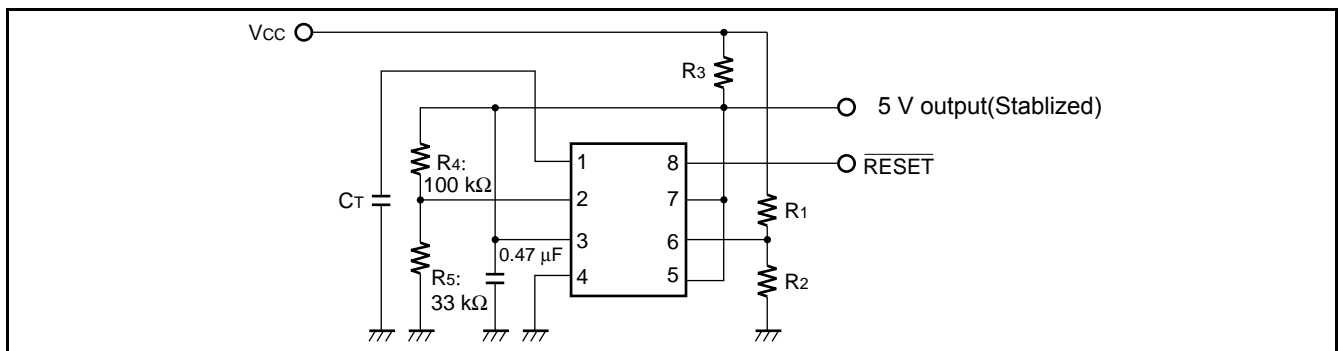 VCC
R3
5 V output(Stablized)
R4:
100 kΩ
1
8
RESET
CT
2
7
R1
3
6
0.47 μF
R5:
33 kΩ
4
5
R2